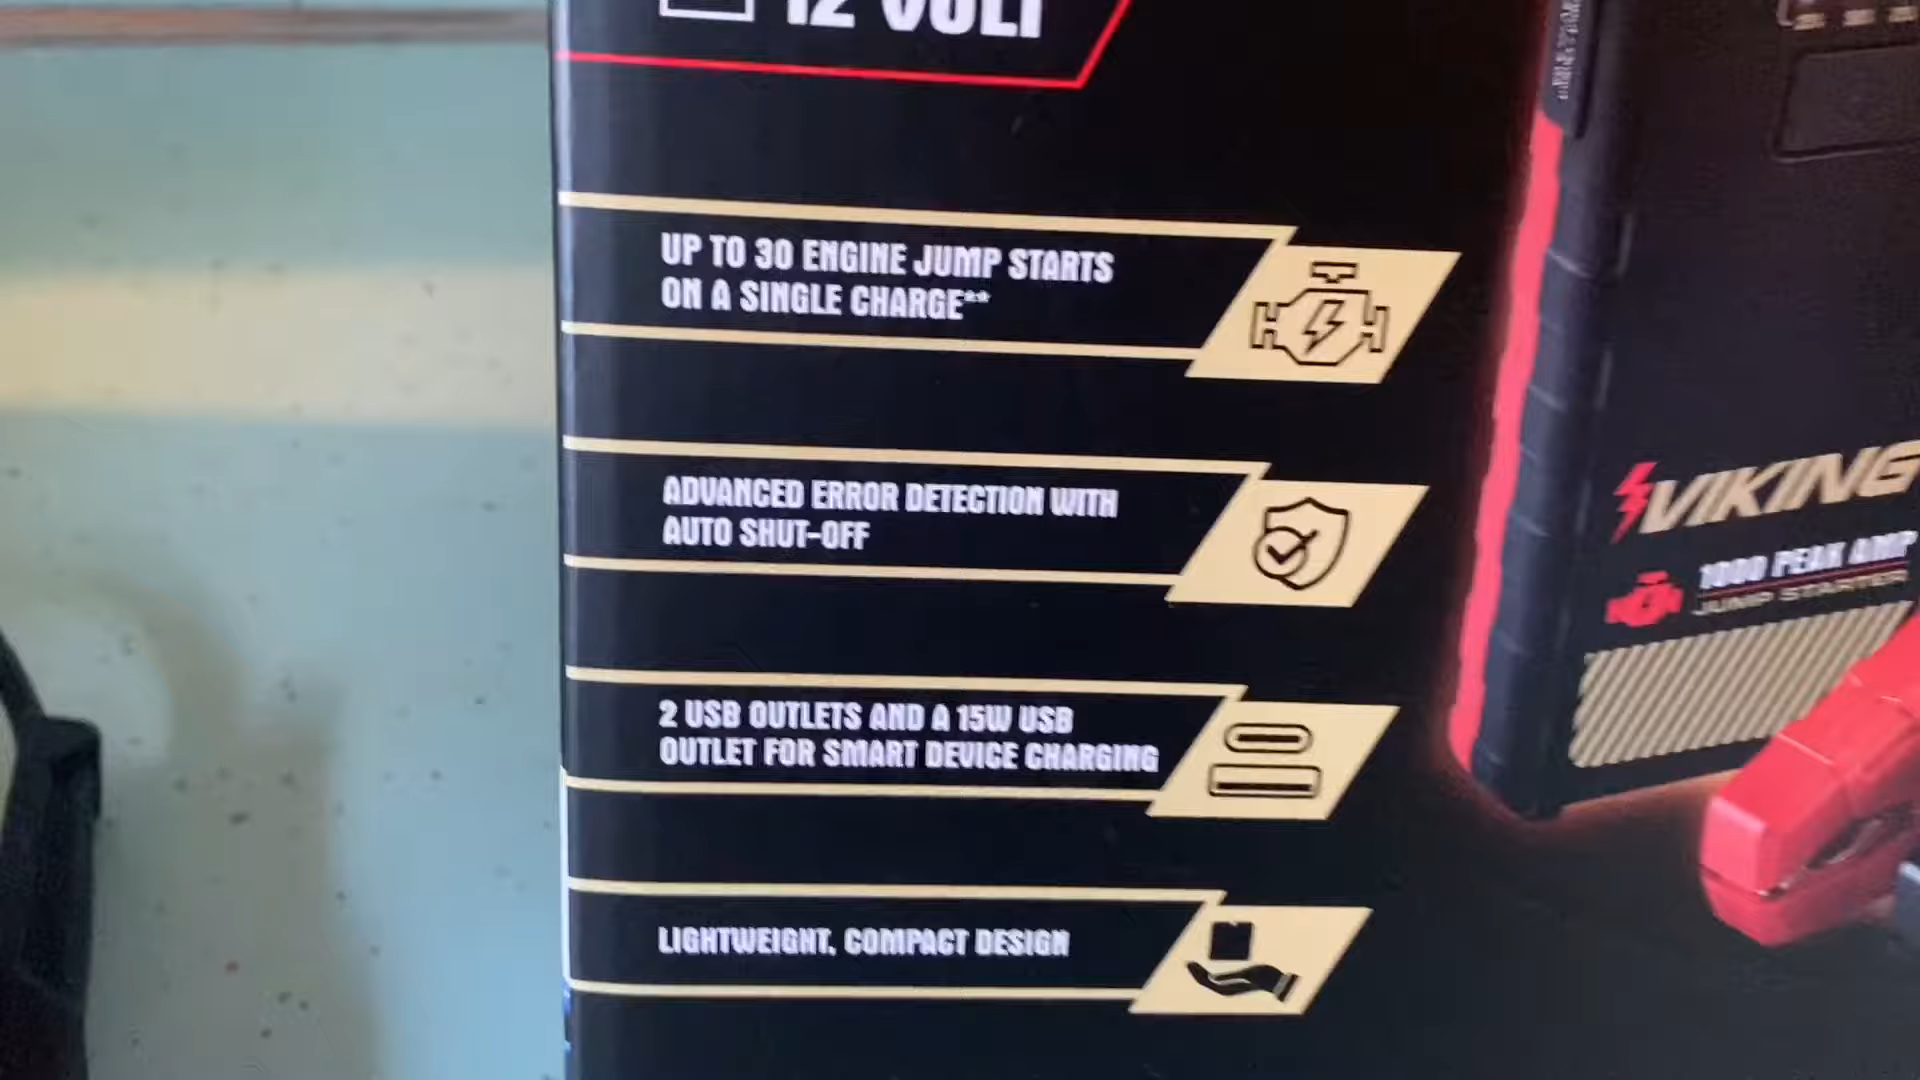 12 VOLT
UP TO 30 ENGINE JUMP STARTS
ON A SINGLE CHARGE**
ADVANCED ERROR DETECTION WITH
AUTO SHUT-OFF
2 USB OUTLETS AND A 15W USB
OUTLET FOR SMART DEVICE CHARGING
LIGHTWEIGHT, COMPACT DESIGN
VIKING
1000 PEAK AMP
JUMP STARTER